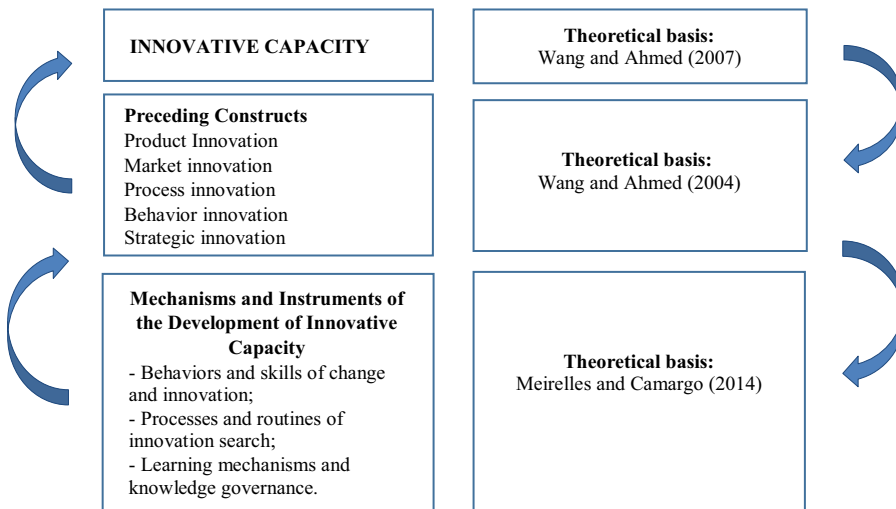 INNOVATIVE CAPACITY
Theoretical basis:
Wang and Ahmed (2007)
Preceding Constructs
Product Innovation
Market innovation
Process innovation
Behavior innovation
Strategic innovation
Theoretical basis:
Wang and Ahmed (2004)
Mechanisms and Instruments of
the Development of Innovative
Capacity
- Behaviors and skills of change
and innovation;
- Processes and routines of
innovation search;
- Learning mechanisms and
knowledge governance.
Theoretical basis:
Meirelles and Camargo (2014)